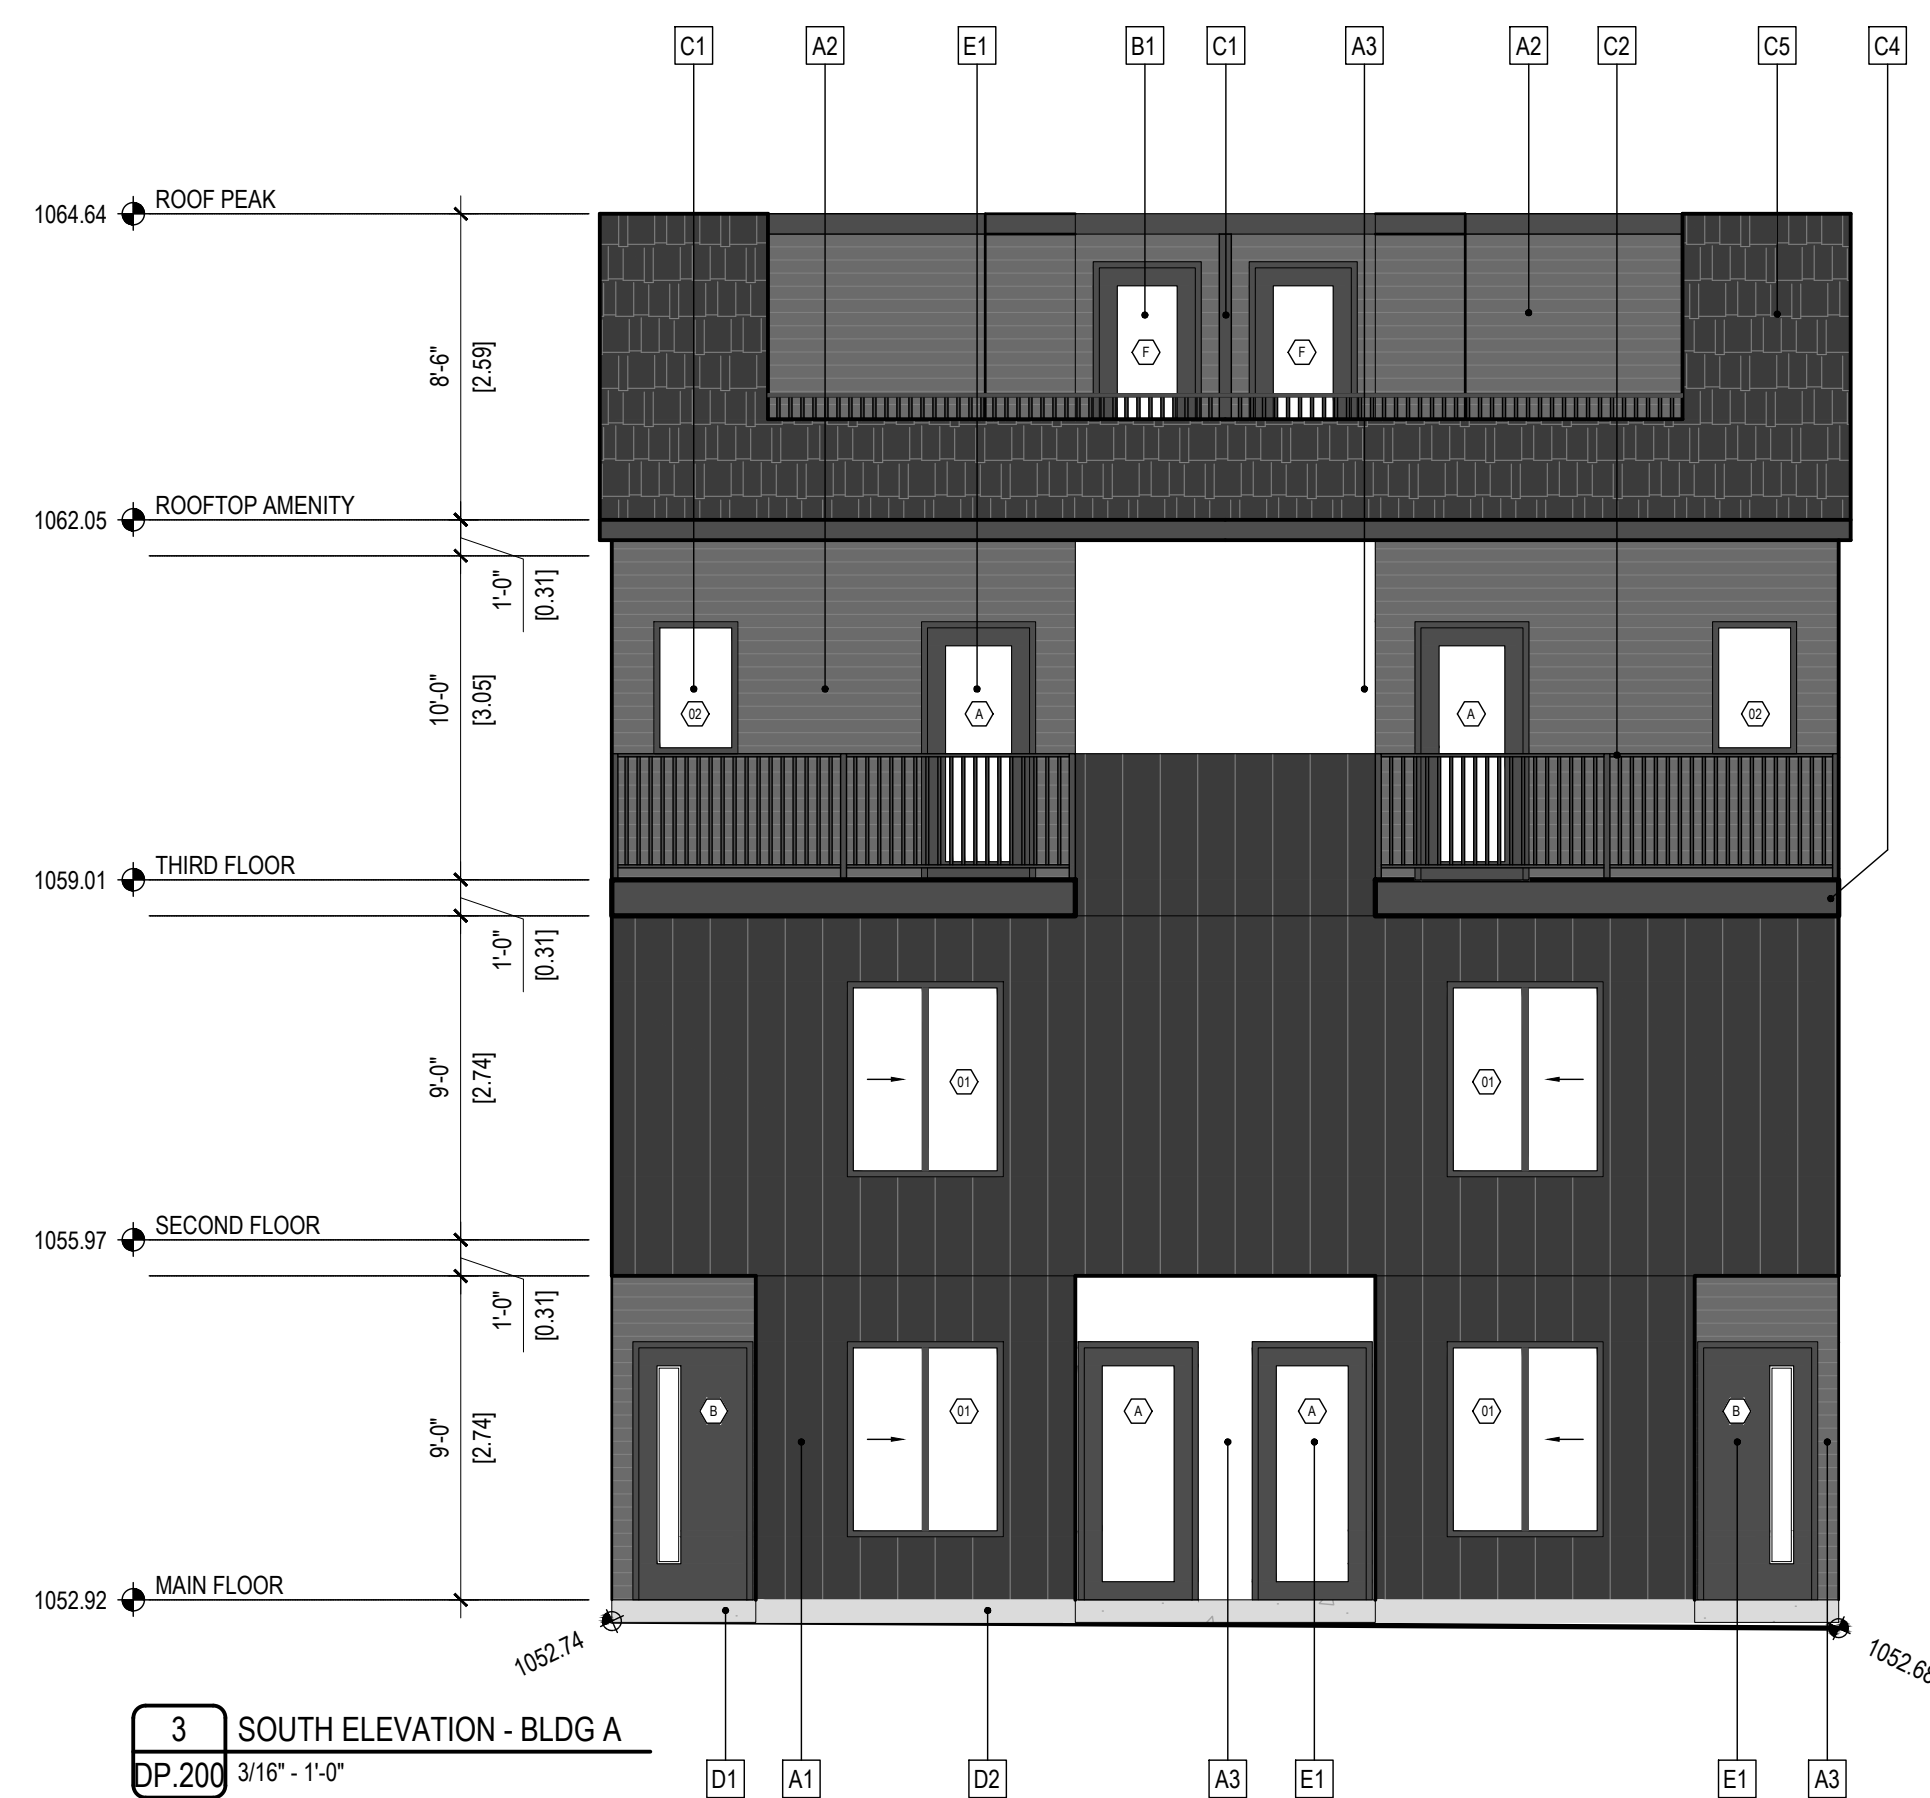 C1 A2 E1 B1 C1 A3 A2 C2 C5 C4
1064.64 ROOF PEAK
8'-6" [2.59]
F F
1062.05 ROOFTOP AMENITY
1'-0" [0.31]
10'-0" [3.05]
02 A A 02
1059.01 THIRD FLOOR
1'-0" [0.31]
9'-0" [2.74]
01 01
1055.97 SECOND FLOOR
1'-0" [0.31]
9'-0" [2.74]
B 01 A A 01 B
1052.92 MAIN FLOOR
1052.74
1052.68
3 SOUTH ELEVATION - BLDG A
DP.200 3/16" - 1'-0"
D1 A1 D2 A3 E1 E1 A3